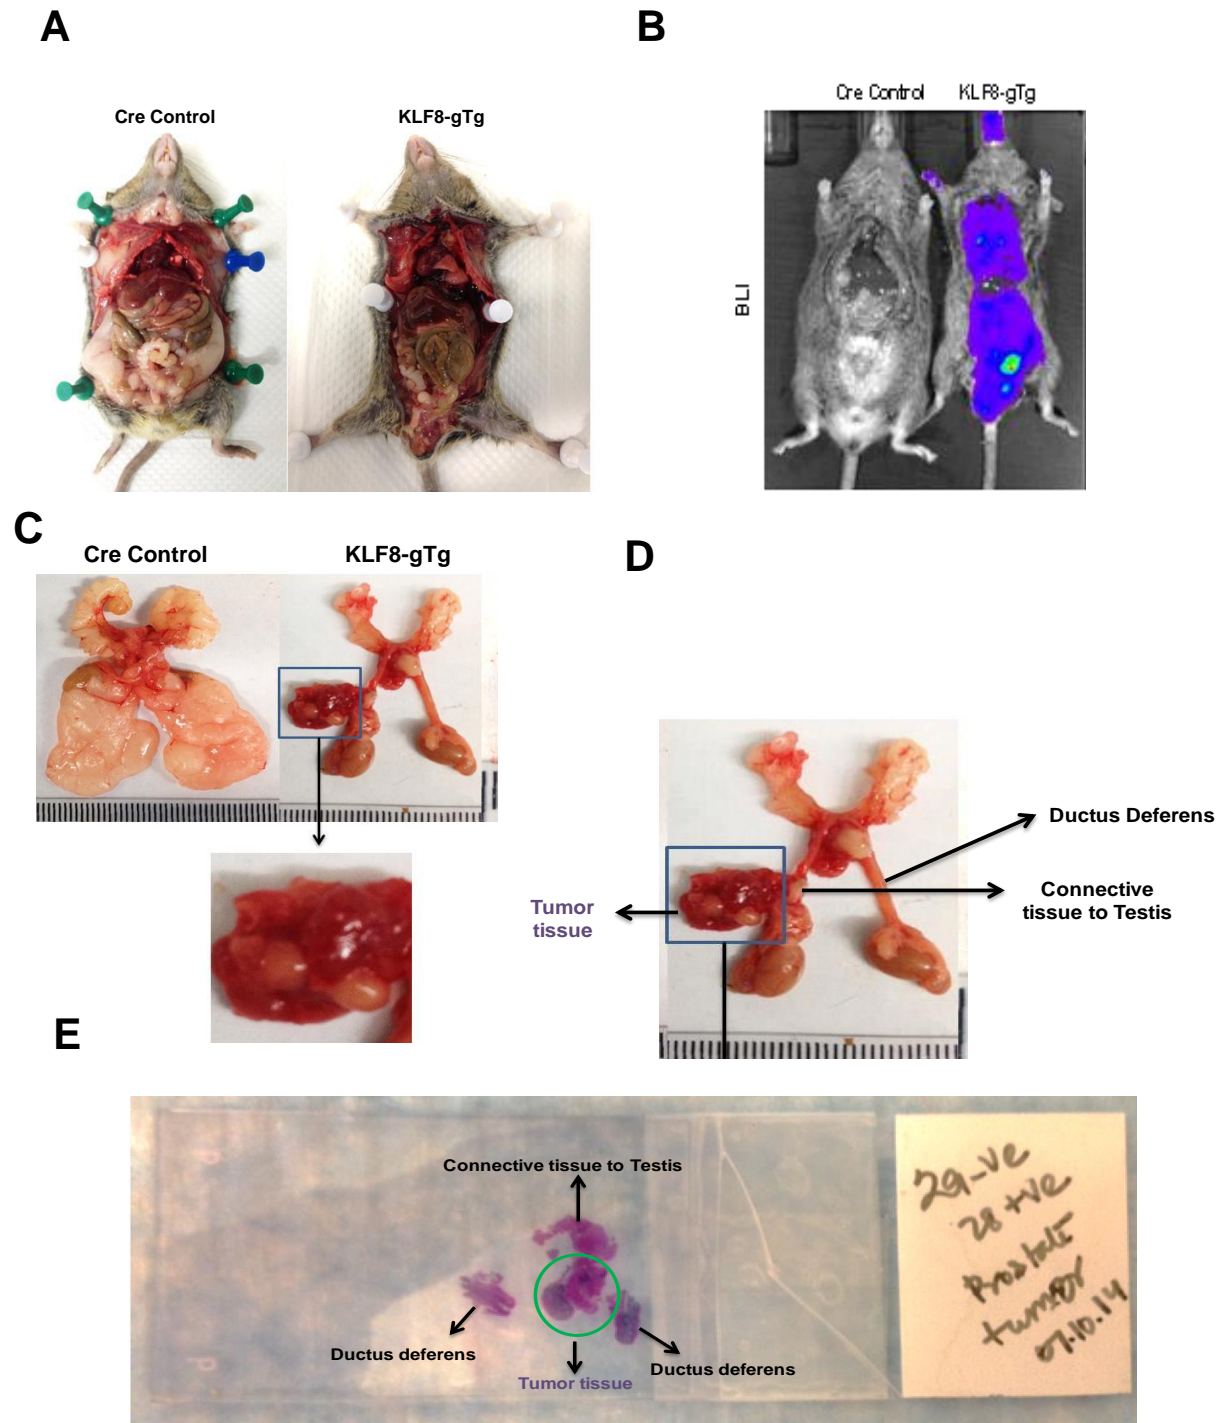 A
B
Cre Control
KLF8-gTg
Cre Control
KLF8-gTg
BLI
C
Cre Control
KLF8-gTg
D
Ductus Deferens
Connective
tissue to Testis
Tumor
tissue
E
Connective tissue to Testis
Ductus deferens
Tumor tissue
Ductus deferens
29-ve
28+ve
Prostate
tumor
07.10.14